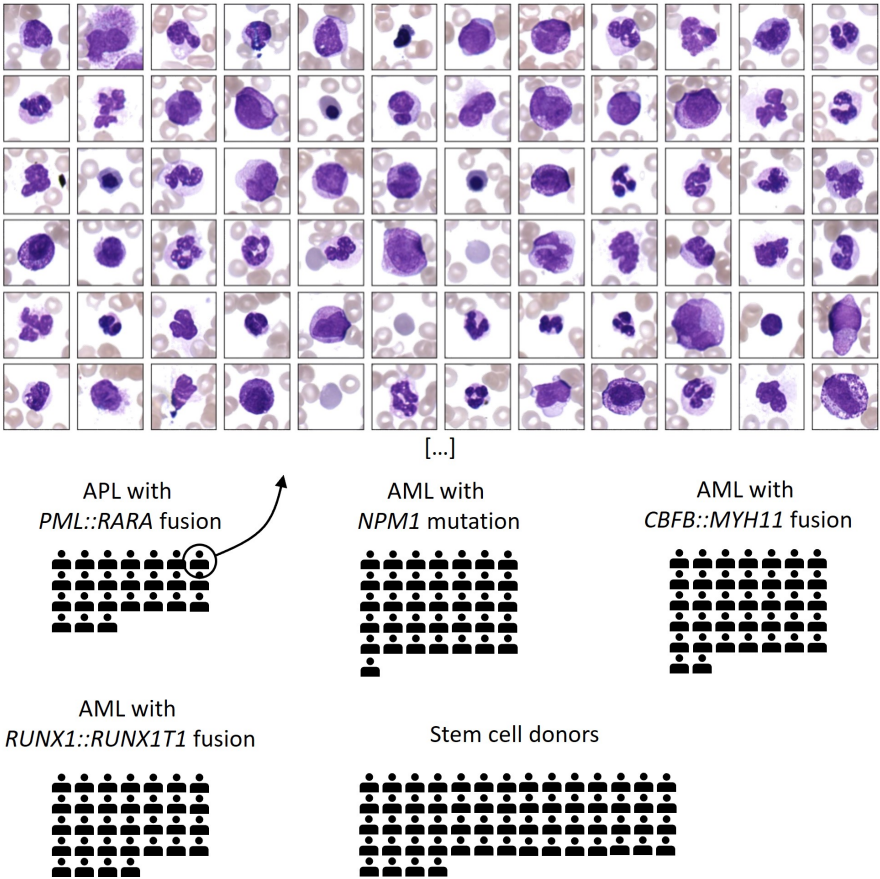 [...]
APL with
PML::RARA fusion
AML with
NPM1 mutation
AML with
CBFB::MYH11 fusion
AML with
RUNX1::RUNX1T1 fusion
Stem cell donors